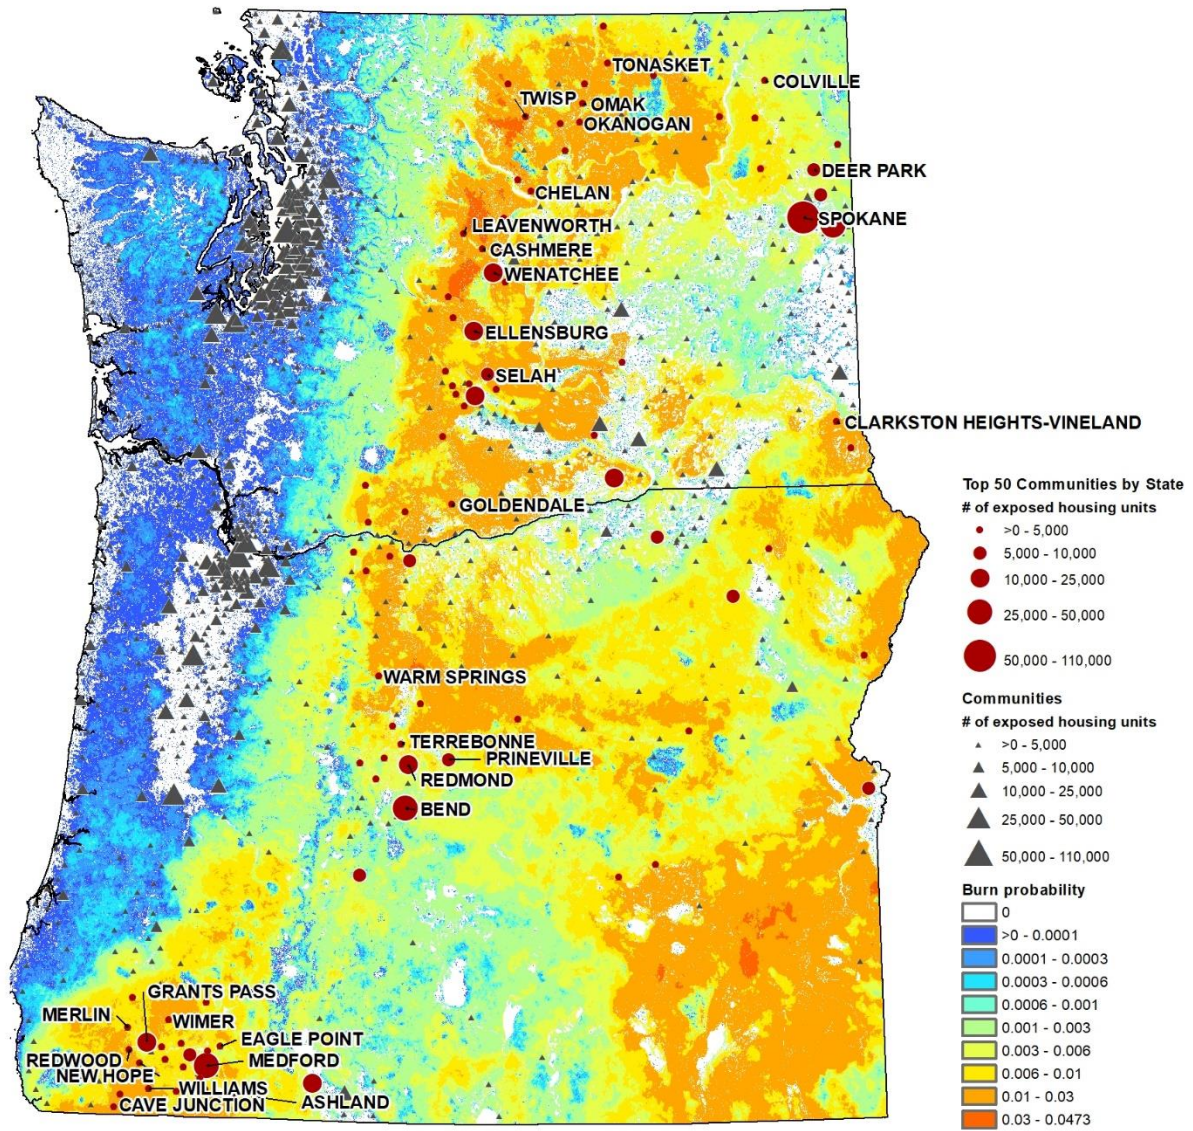 TONASKET
COLVILLE
TWISP
OMAK
OKANOGAN
DEER PARK
CHELAN
SPOKANE
LEAVENWORTH
CASHMERE
WENATCHEE
ELLENSBURG
SELAH
CLARKSTON HEIGHTS-VINELAND
GOLDENDALE
WARM SPRINGS
TERREBONNE
PRINEVILLE
REDMOND
BEND
GRANTS PASS
MERLIN
WIMER
EAGLE POINT
REDWOOD
MEDFORD
NEW HOPE
WILLIAMS
CAVE JUNCTION
ASHLAND
Top 50 Communities by State
# of exposed housing units
>0 - 5,000
5,000 - 10,000
10,000 - 25,000
25,000 - 50,000
50,000 - 110,000
Communities
# of exposed housing units
>0 - 5,000
5,000 - 10,000
10,000 - 25,000
25,000 - 50,000
50,000 - 110,000
Burn probability
0
>0 - 0.0001
0.0001 - 0.0003
0.0003 - 0.0006
0.0006 - 0.001
0.001 - 0.003
0.003 - 0.006
0.006 - 0.01
0.01 - 0.03
0.03 - 0.0473